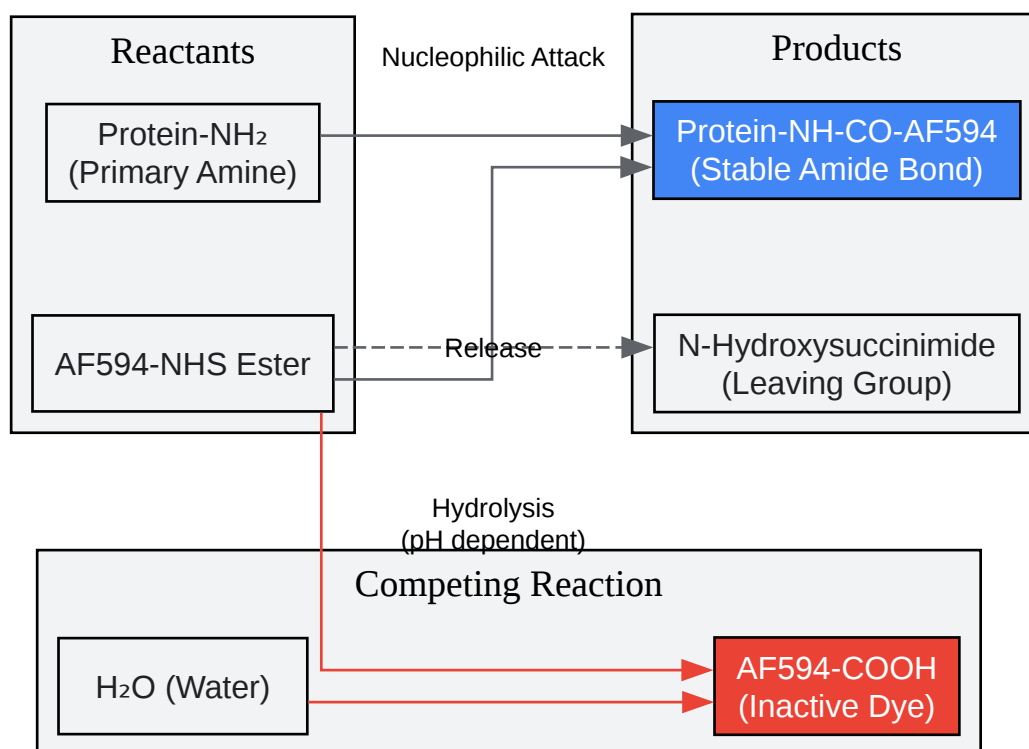 Reactants
Nucleophilic Attack
Products
Protein-NH₂
(Primary Amine)
Protein-NH-CO-AF594
(Stable Amide Bond)
AF594-NHS Ester
Release
N-Hydroxysuccinimide
(Leaving Group)
Hydrolysis
(pH dependent)
Competing Reaction
H₂O (Water)
AF594-COOH
(Inactive Dye)